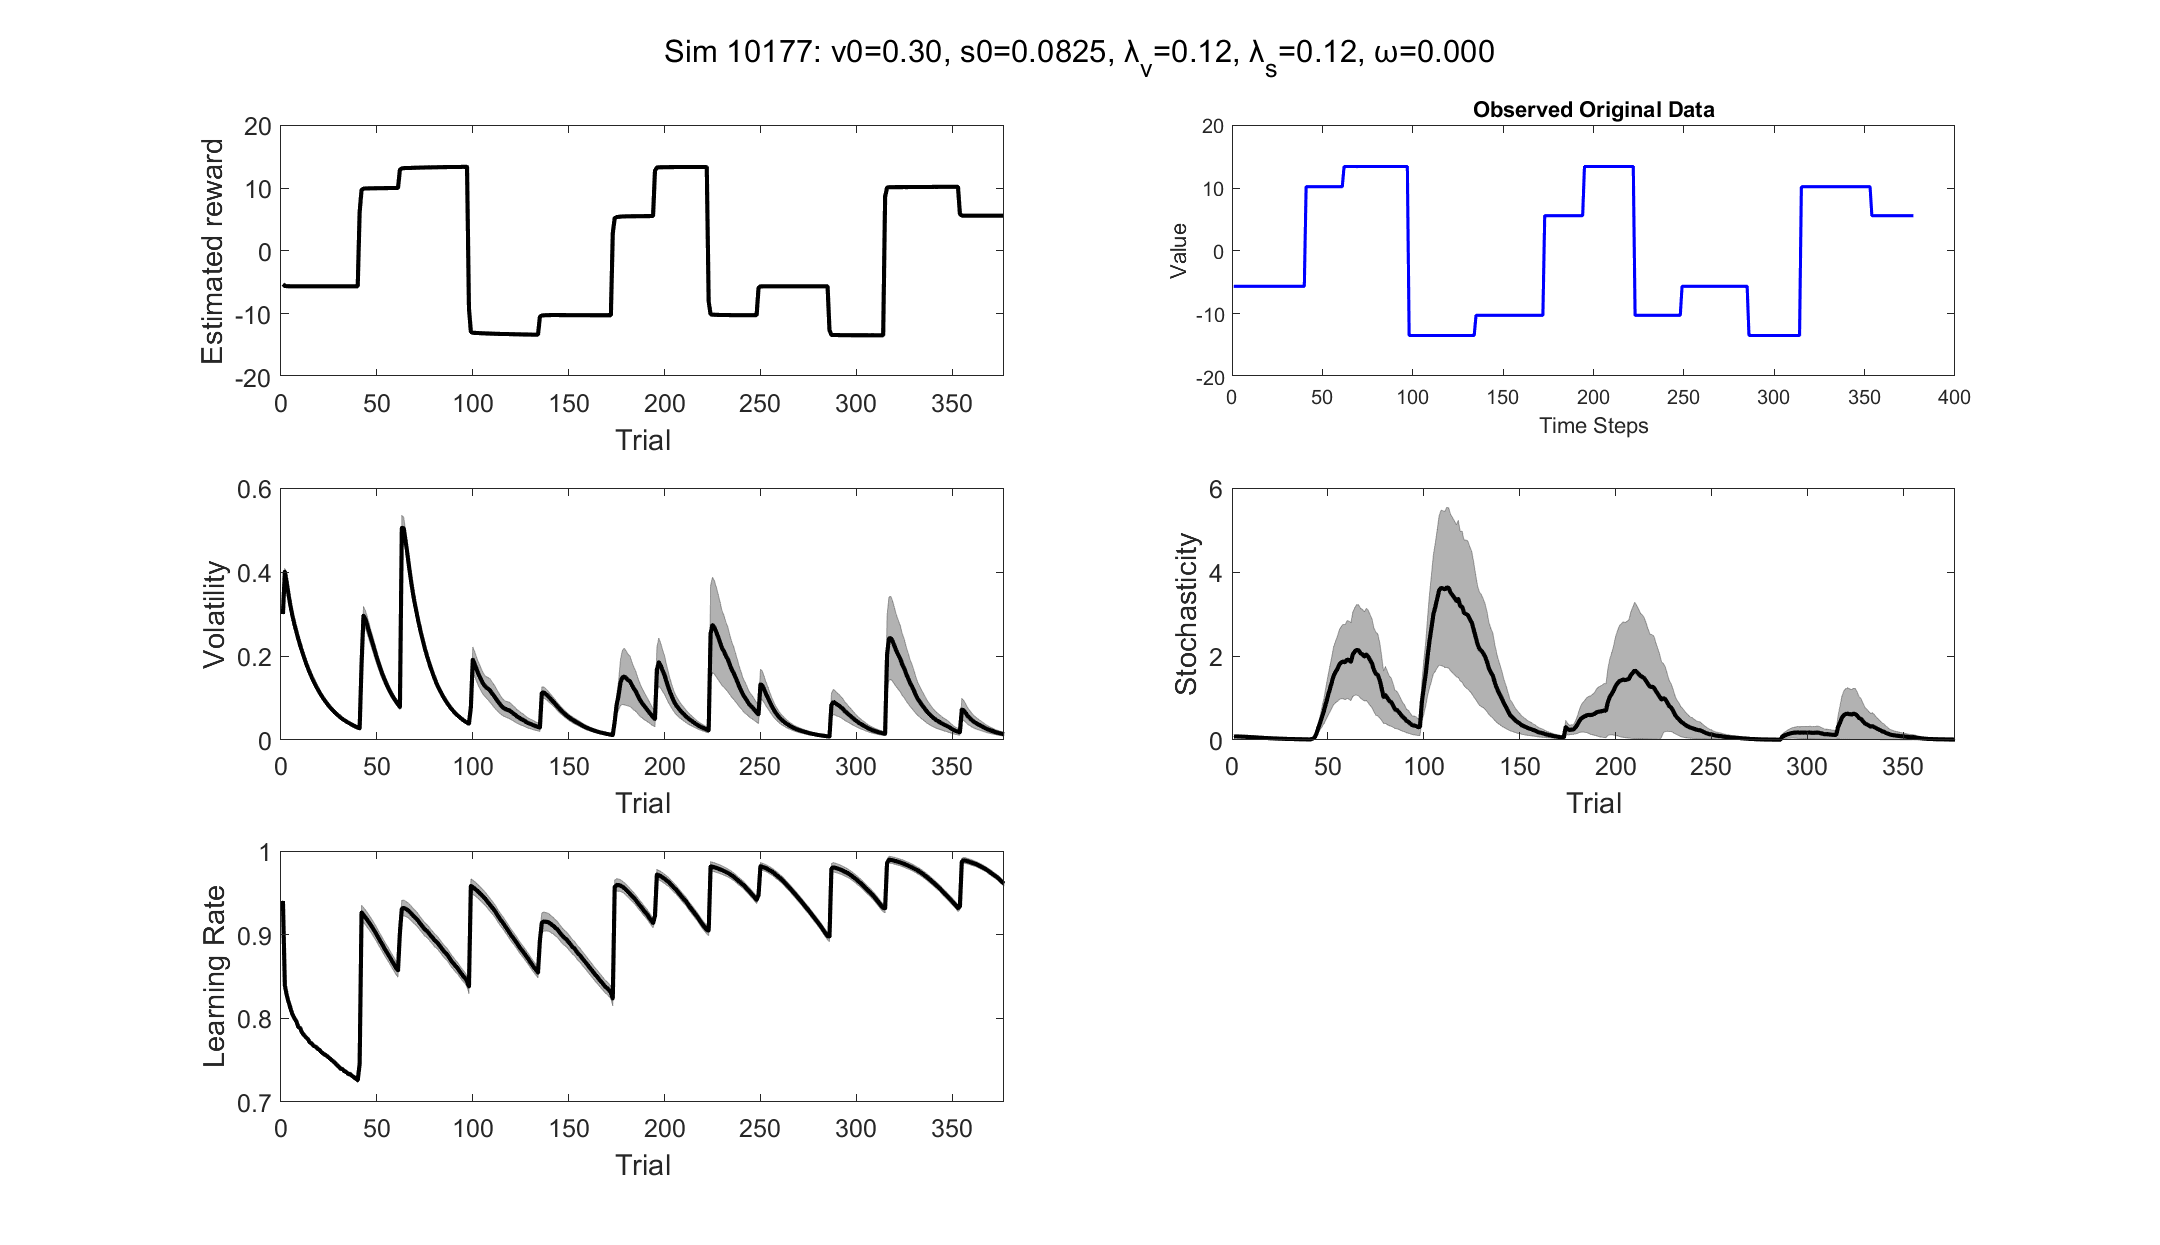 Sim 10177: v0=0.30, s0=0.0825, λ_v=0.12, λ_s=0.12, ω=0.000
Estimated reward
20
10
0
-10
-20
0 50 100 150 200 250 300 350
Trial
Observed Original Data
Value
20
10
0
-10
-20
0 50 100 150 200 250 300 350 400
Time Steps
Volatility
0.6
0.4
0.2
0
0 50 100 150 200 250 300 350
Trial
Stochasticity
6
4
2
0
0 50 100 150 200 250 300 350
Trial
Learning Rate
1
0.9
0.8
0.7
0 50 100 150 200 250 300 350
Trial